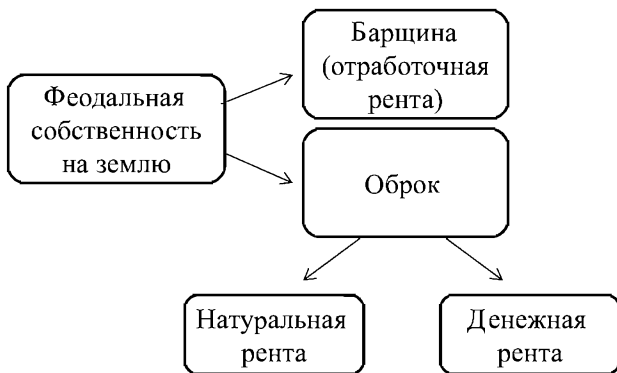 Барщина
(отработочная
рента)
Феодальная
собственность
на землю
Оброк
Натуральная
рента
Денежная
рента